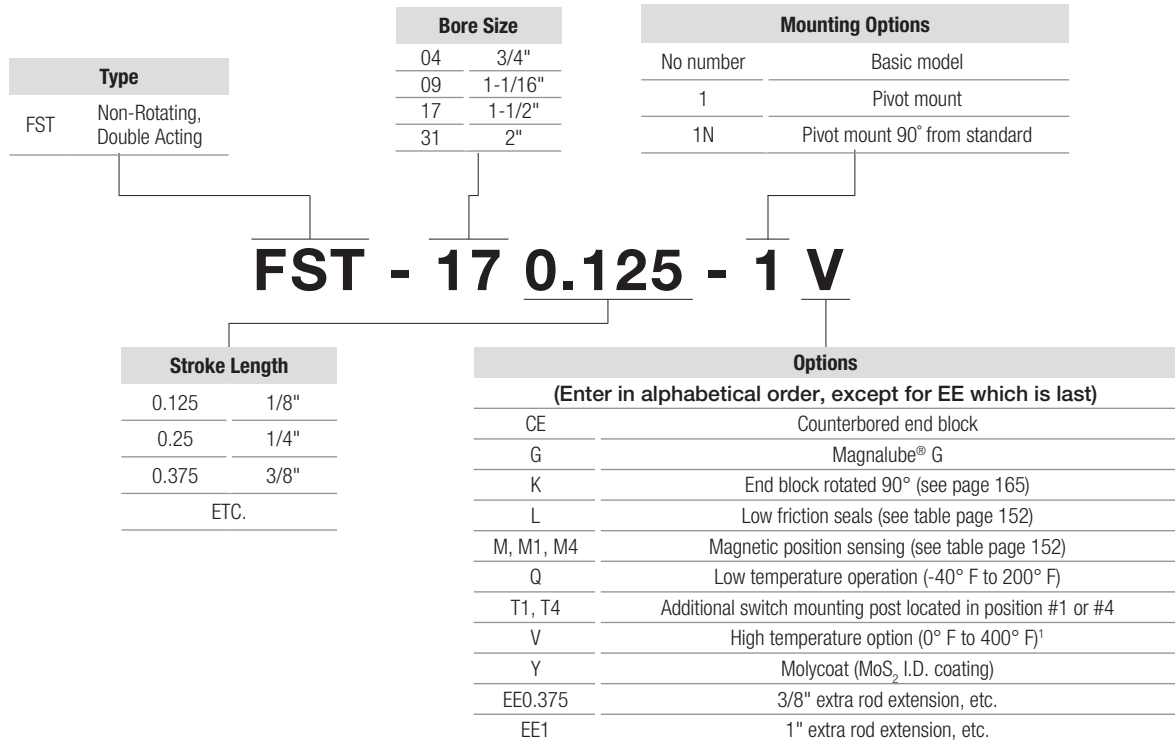 Type
FST Non-Rotating,
Double Acting
Bore Size
04 3/4"
09 1-1/16"
17 1-1/2"
31 2"
Mounting Options
No number Basic model
1 Pivot mount
1N Pivot mount 90° from standard
FST - 17 0.125 - 1 V
Stroke Length
0.125 1/8"
0.25 1/4"
0.375 3/8"
ETC.
Options
(Enter in alphabetical order, except for EE which is last)
CE Counterbored end block
G Magnalube® G
K End block rotated 90° (see page 165)
L Low friction seals (see table page 152)
M, M1, M4 Magnetic position sensing (see table page 152)
Q Low temperature operation (-40° F to 200° F)
T1, T4 Additional switch mounting post located in position #1 or #4
V High temperature option (0° F to 400° F)¹
Y Molycoat (MoS₂ I.D. coating)
EE0.375 3/8" extra rod extension, etc.
EE1 1" extra rod extension, etc.